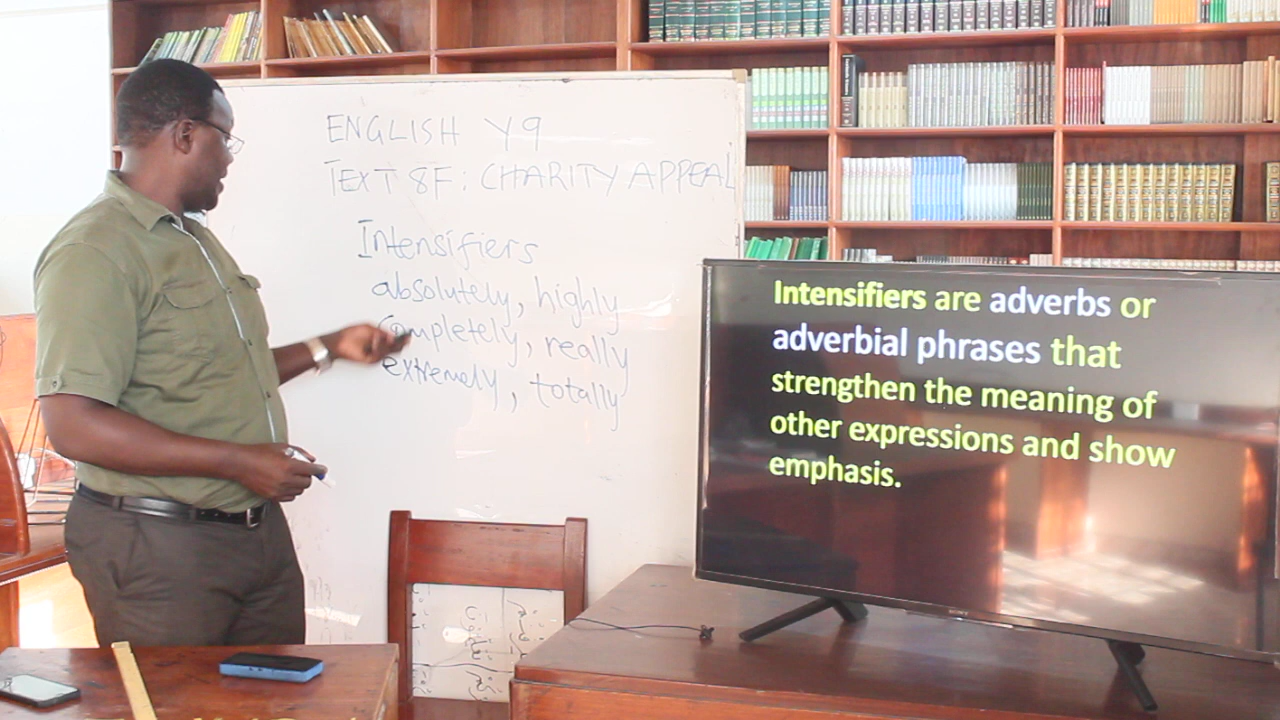 ENGLISH Y9
TEXT 8F: CHARITY APPEAL
Intensifiers
absolutely, highly
completely, really
extremely, totally
Intensifiers are adverbs or
adverbial phrases that
strengthen the meaning of
other expressions and show
emphasis.
SONY